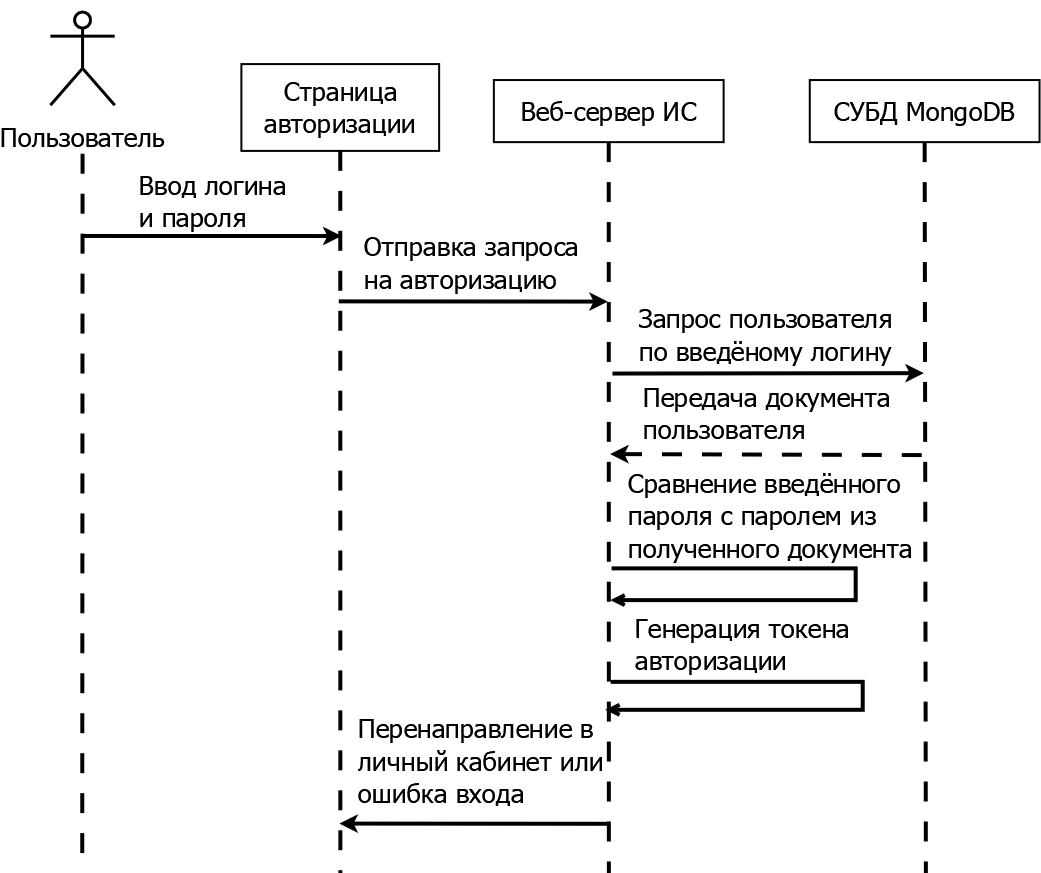 Пользователь
Страница
авторизации
Веб-сервер ИС
СУБД MongoDB
Ввод логина
и пароля
Отправка запроса
на авторизацию
Запрос пользователя
по введёному логину
Передача документа
пользователя
Сравнение введённого
пароля с паролем из
полученного документа
Генерация токена
авторизации
Перенаправление в
личный кабинет или
ошибка входа